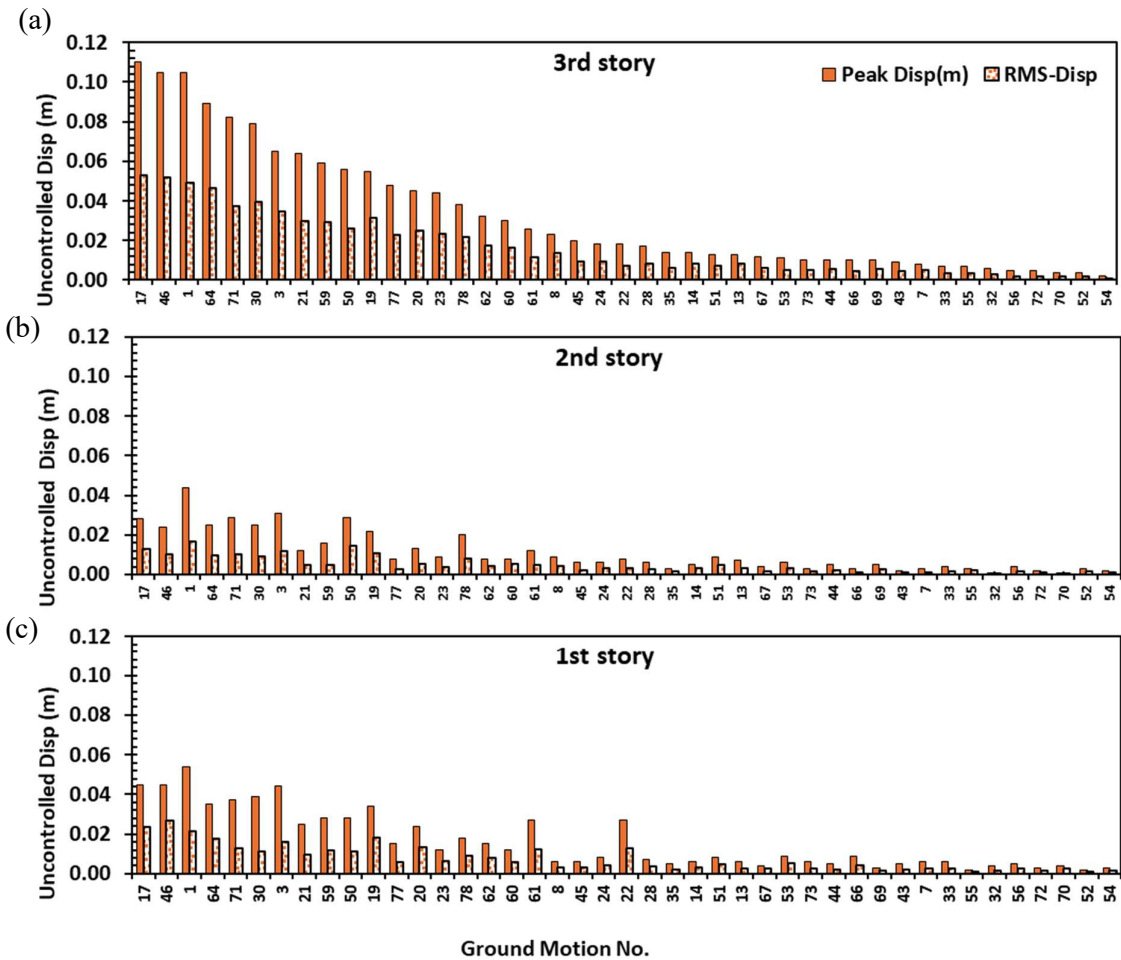 (a)
3rd story
Peak Disp(m) RMS-Disp
Uncontrolled Disp (m)
0.12
0.10
0.08
0.06
0.04
0.02
0.00
17 46 1 64 71 30 3 21 59 50 19 77 20 23 78 62 60 61 8 45 24 22 28 35 14 51 13 67 53 73 44 66 69 43 7 33 55 32 56 72 70 52 54
(b)
2nd story
Uncontrolled Disp (m)
0.12
0.10
0.08
0.06
0.04
0.02
0.00
17 46 1 64 71 30 3 21 59 50 19 77 20 23 78 62 60 61 8 45 24 22 28 35 14 51 13 67 53 73 44 66 69 43 7 33 55 32 56 72 70 52 54
(c)
1st story
Uncontrolled Disp (m)
0.12
0.10
0.08
0.06
0.04
0.02
0.00
17 46 1 64 71 30 3 21 59 50 19 77 20 23 78 62 60 61 8 45 24 22 28 35 14 51 13 67 53 73 44 66 69 43 7 33 55 32 56 72 70 52 54
Ground Motion No.